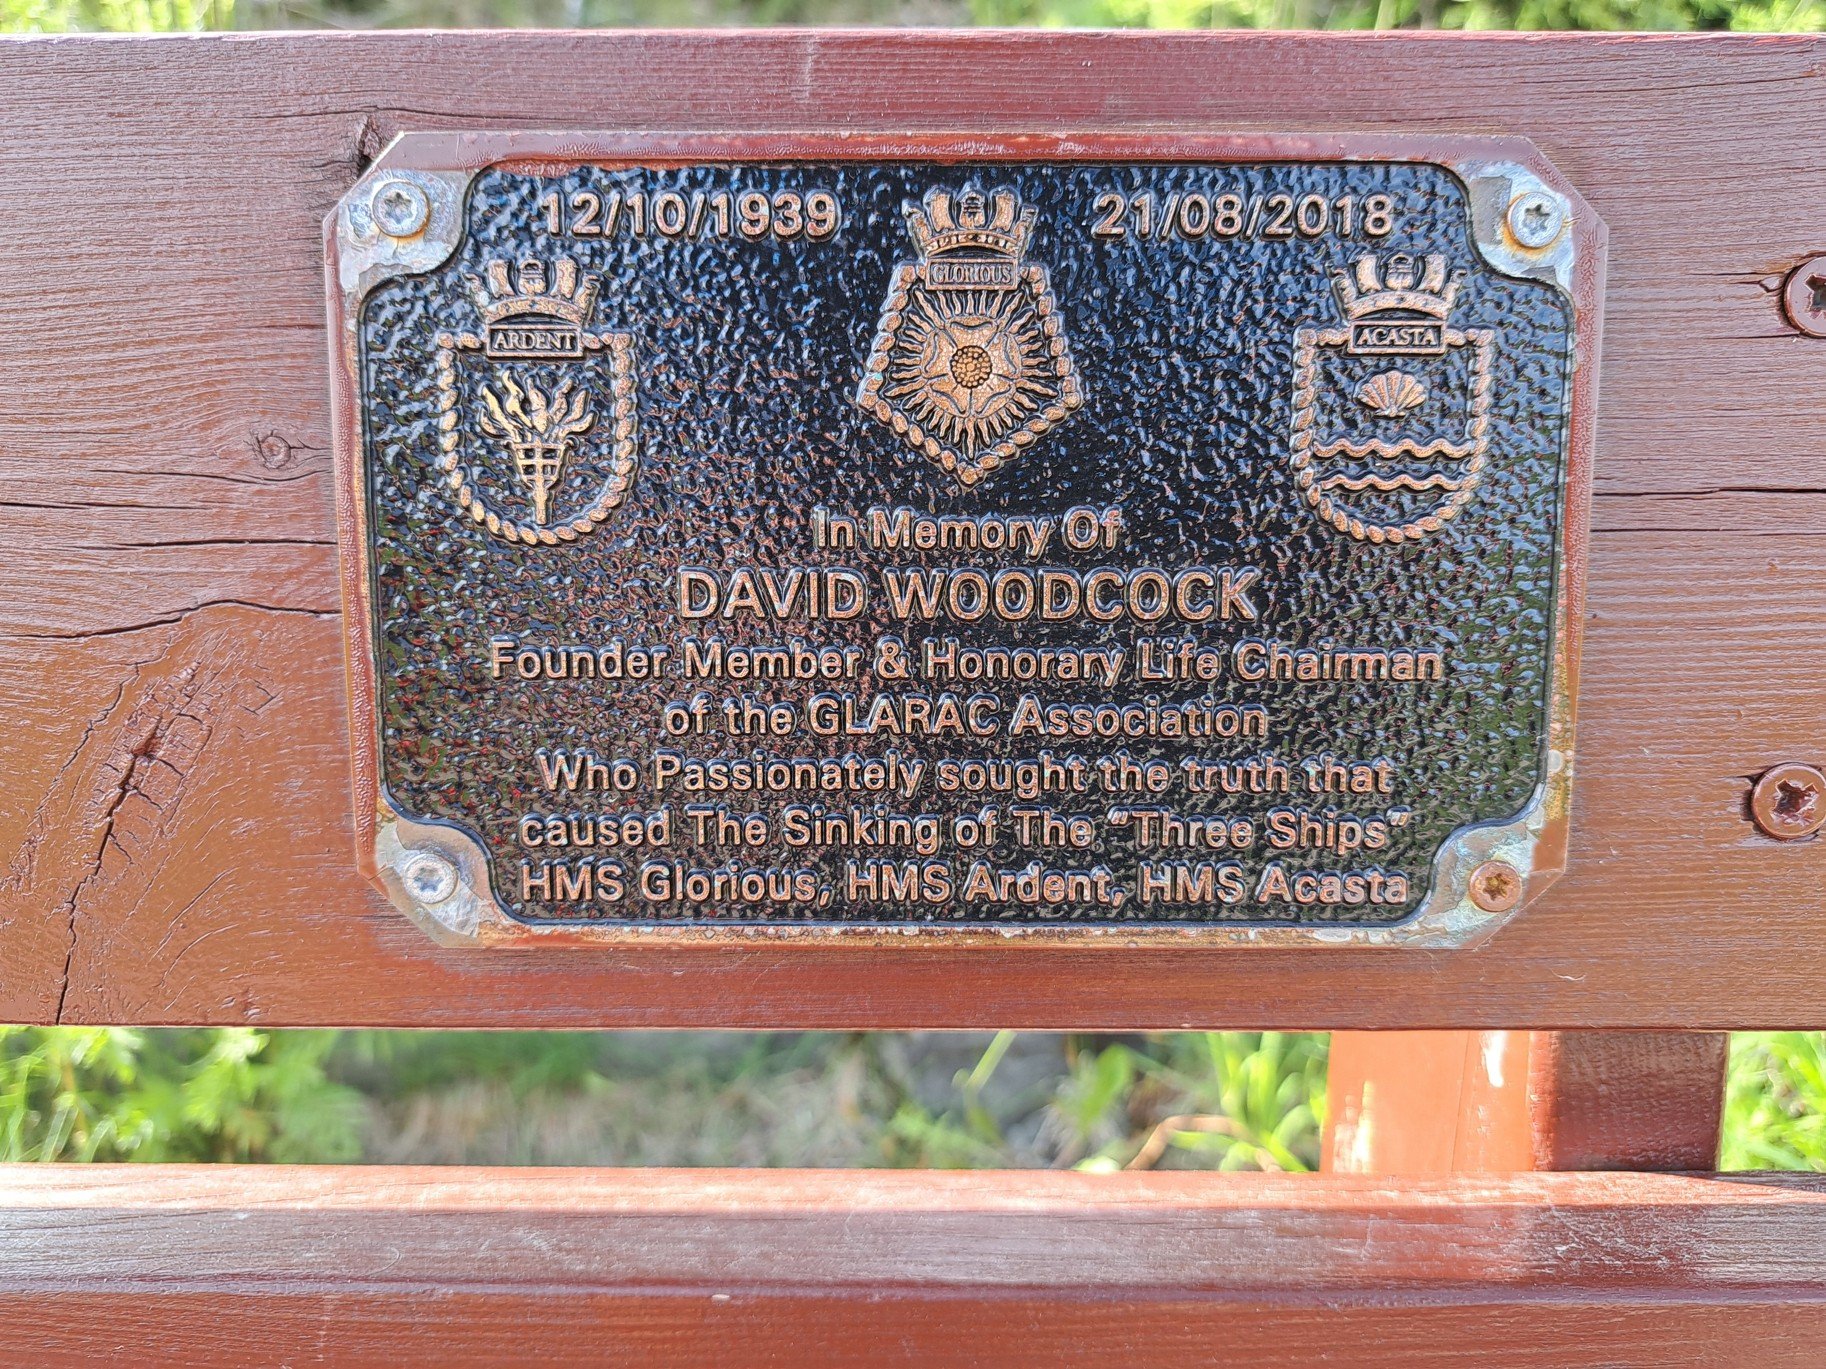 12/10/1939 21/08/2018
GLORIOUS
ARDENT ACASTA
In Memory Of
DAVID WOODCOCK
Founder Member & Honorary Life Chairman
of the GLARAC Association
Who Passionately sought the truth that
caused The Sinking of The "Three Ships"
HMS Glorious, HMS Ardent, HMS Acasta